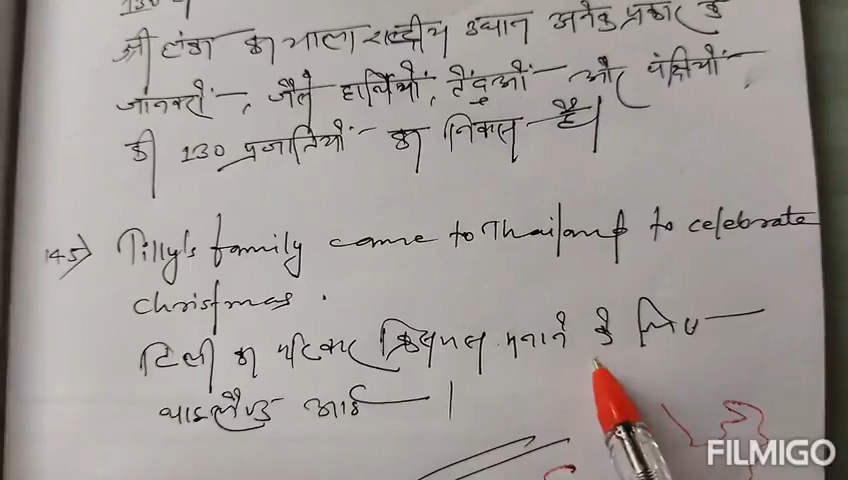 130
श्री लंका का याला राष्ट्रीय उद्यान अनेक प्रकार के
जानवरों, जैसे हाथियों, तेंदुओं और पंक्षियों
की 130 प्रजातियों का निवास है।
145) Tilly's family came to Thailand to celebrate
christmas.
टिली का परिवार क्रिसमस मनाने के लिए
थाइलैण्ड आई ।
FILMIGO